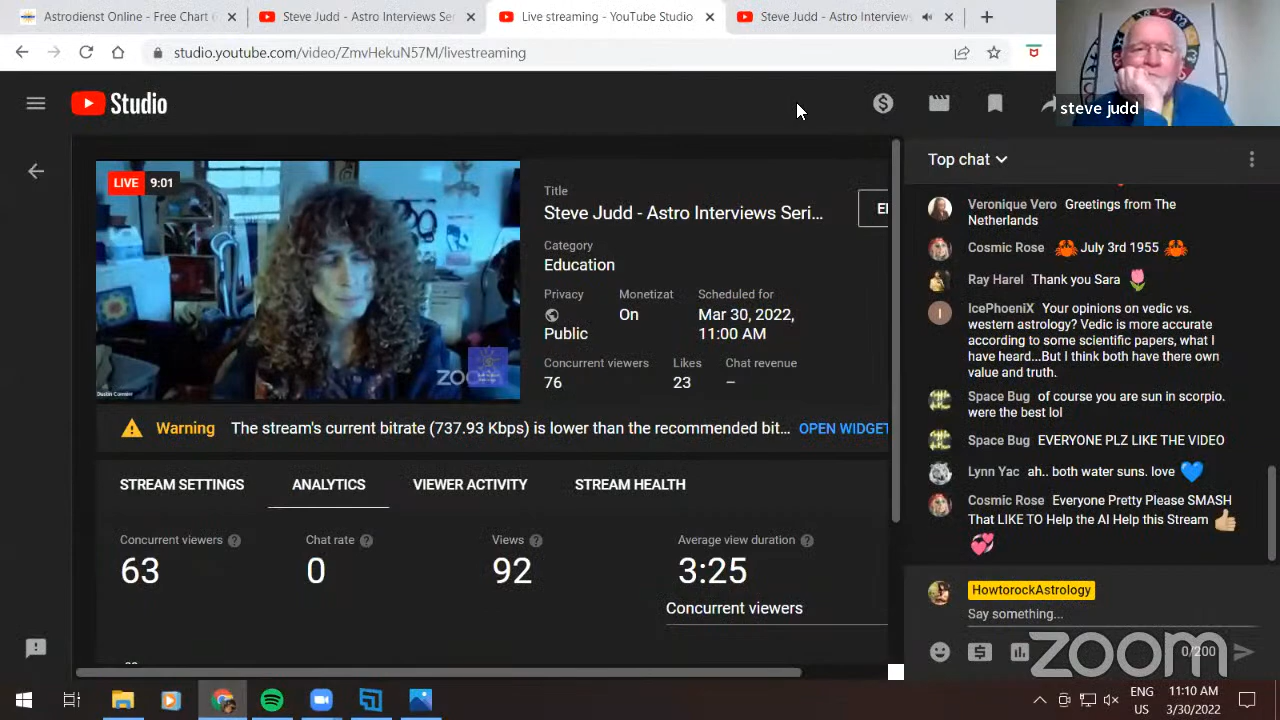 Astrodienst Online - Free Chart
Steve Judd - Astro Interviews Se
Live streaming - YouTube Studio
Steve Judd - Astro Interview
studio.youtube.com/video/ZmvHekuN57M/livestreaming
steve judd
Studio
LIVE 9:01
zoom
Dustin Cormier
Title
Steve Judd - Astro Interviews Seri...
Category
Education
Privacy
Public
Monetizat
On
Scheduled for
Mar 30, 2022,
11:00 AM
Concurrent viewers
76
Likes
23
Chat revenue
–
Warning The stream's current bitrate (737.93 Kbps) is lower than the recommended bit... OPEN WIDGET
STREAM SETTINGS ANALYTICS VIEWER ACTIVITY STREAM HEALTH
Concurrent viewers
63
Chat rate
0
Views
92
Average view duration
3:25
Concurrent viewers
Top chat
Veronique Vero Greetings from The
Netherlands
Cosmic Rose 🦀 July 3rd 1955 🦀
Ray Harel Thank you Sara 🌷
IcePhoeniX Your opinions on vedic vs.
western astrology? Vedic is more accurate
according to some scientific papers, what I
have heard...But I think both have there own
value and truth.
Space Bug of course you are sun in scorpio.
were the best lol
Space Bug EVERYONE PLZ LIKE THE VIDEO
Lynn Yac ah.. both water suns. love 💙
Cosmic Rose Everyone Pretty Please SMASH
That LIKE TO Help the AI Help this Stream 👍
💞
HowtorockAstrology
Say something...
0/200
zoom
ENG
US
11:10 AM
3/30/2022